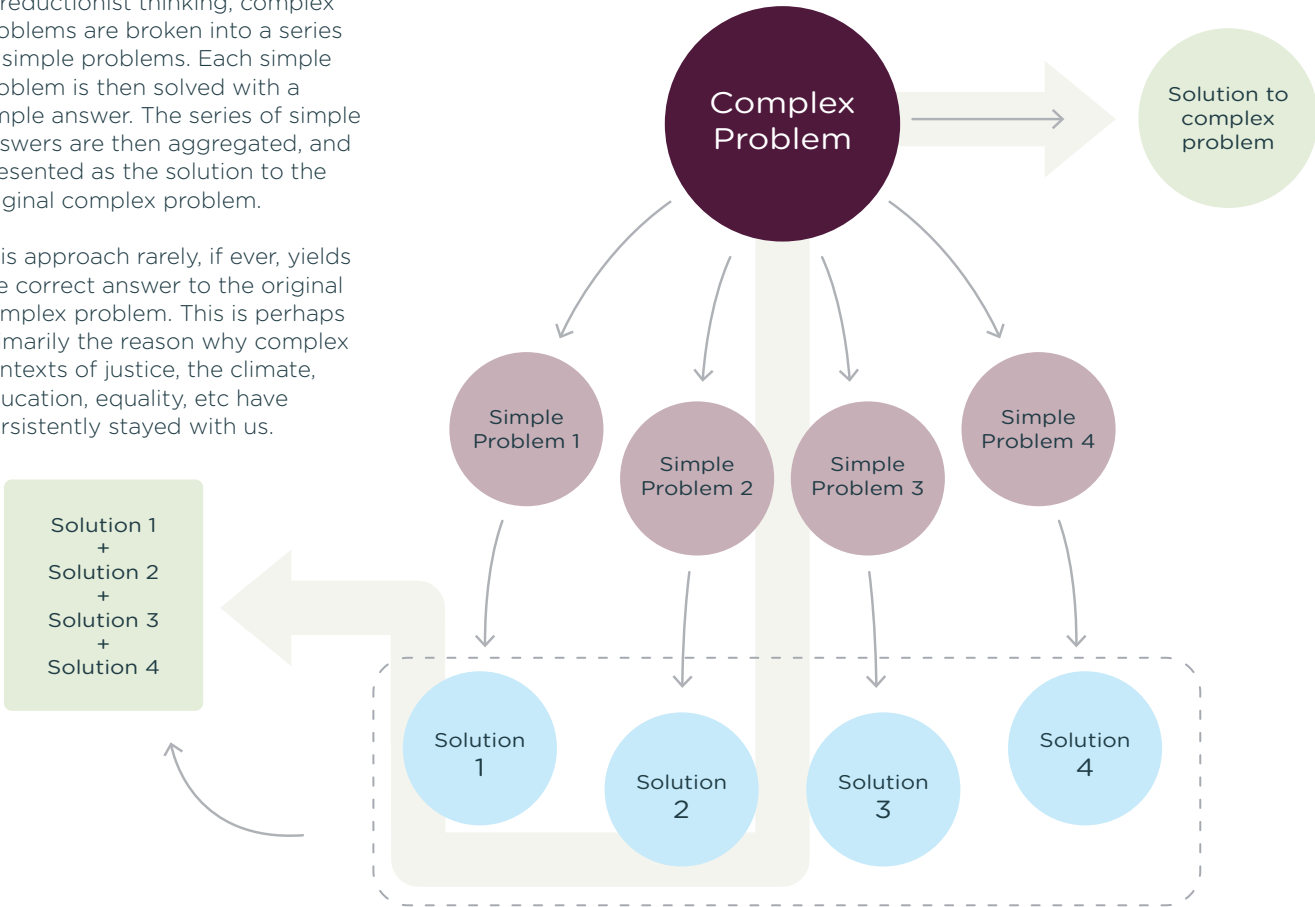 reductionist thinking, complex
oblems are broken into a series
simple problems. Each simple
oblem is then solved with a
mple answer. The series of simple
swers are then aggregated, and
esented as the solution to the
ginal complex problem.
is approach rarely, if ever, yields
e correct answer to the original
mplex problem. This is perhaps
imarily the reason why complex
ntexts of justice, the climate,
ucation, equality, etc have
rsistently stayed with us.
Complex
Problem
Solution to
complex
problem
Simple
Problem 1
Simple
Problem 2
Simple
Problem 3
Simple
Problem 4
Solution 1
+
Solution 2
+
Solution 3
+
Solution 4
Solution
1
Solution
2
Solution
3
Solution
4